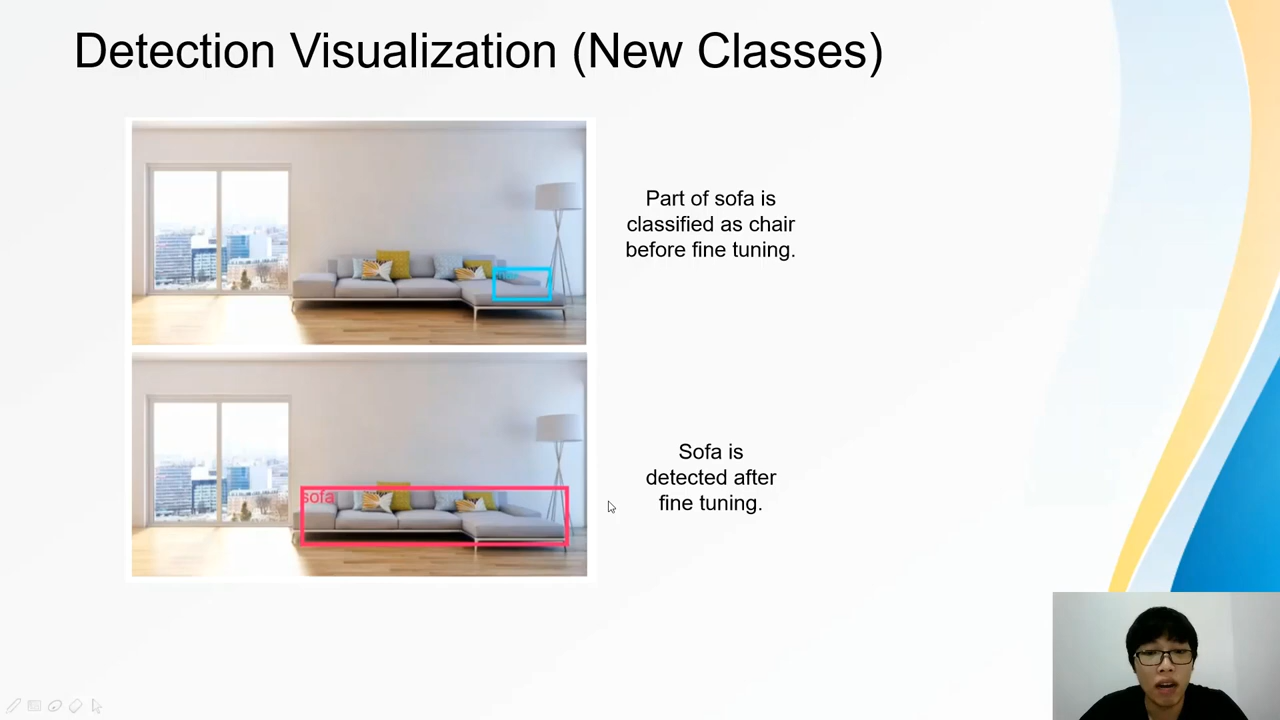 Detection Visualization (New Classes)
Part of sofa is
classified as chair
before fine tuning.
sofa
Sofa is
detected after
fine tuning.